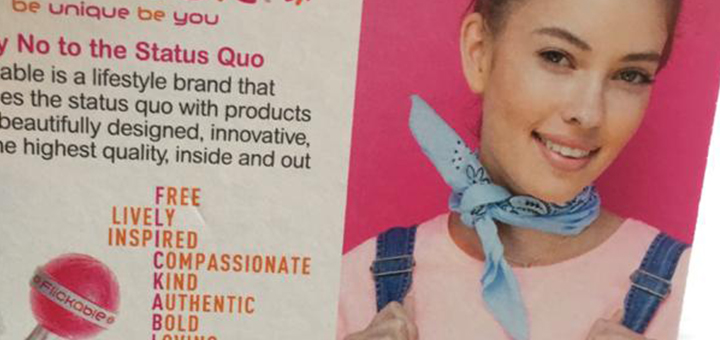 be unique be you
y No to the Status Quo
able is a lifestyle brand that
es the status quo with products
beautifully designed, innovative,
he highest quality, inside and out
FREE
LIVELY
INSPIRED
COMPASSIONATE
KIND
AUTHENTIC
BOLD
LOVING
Flickable